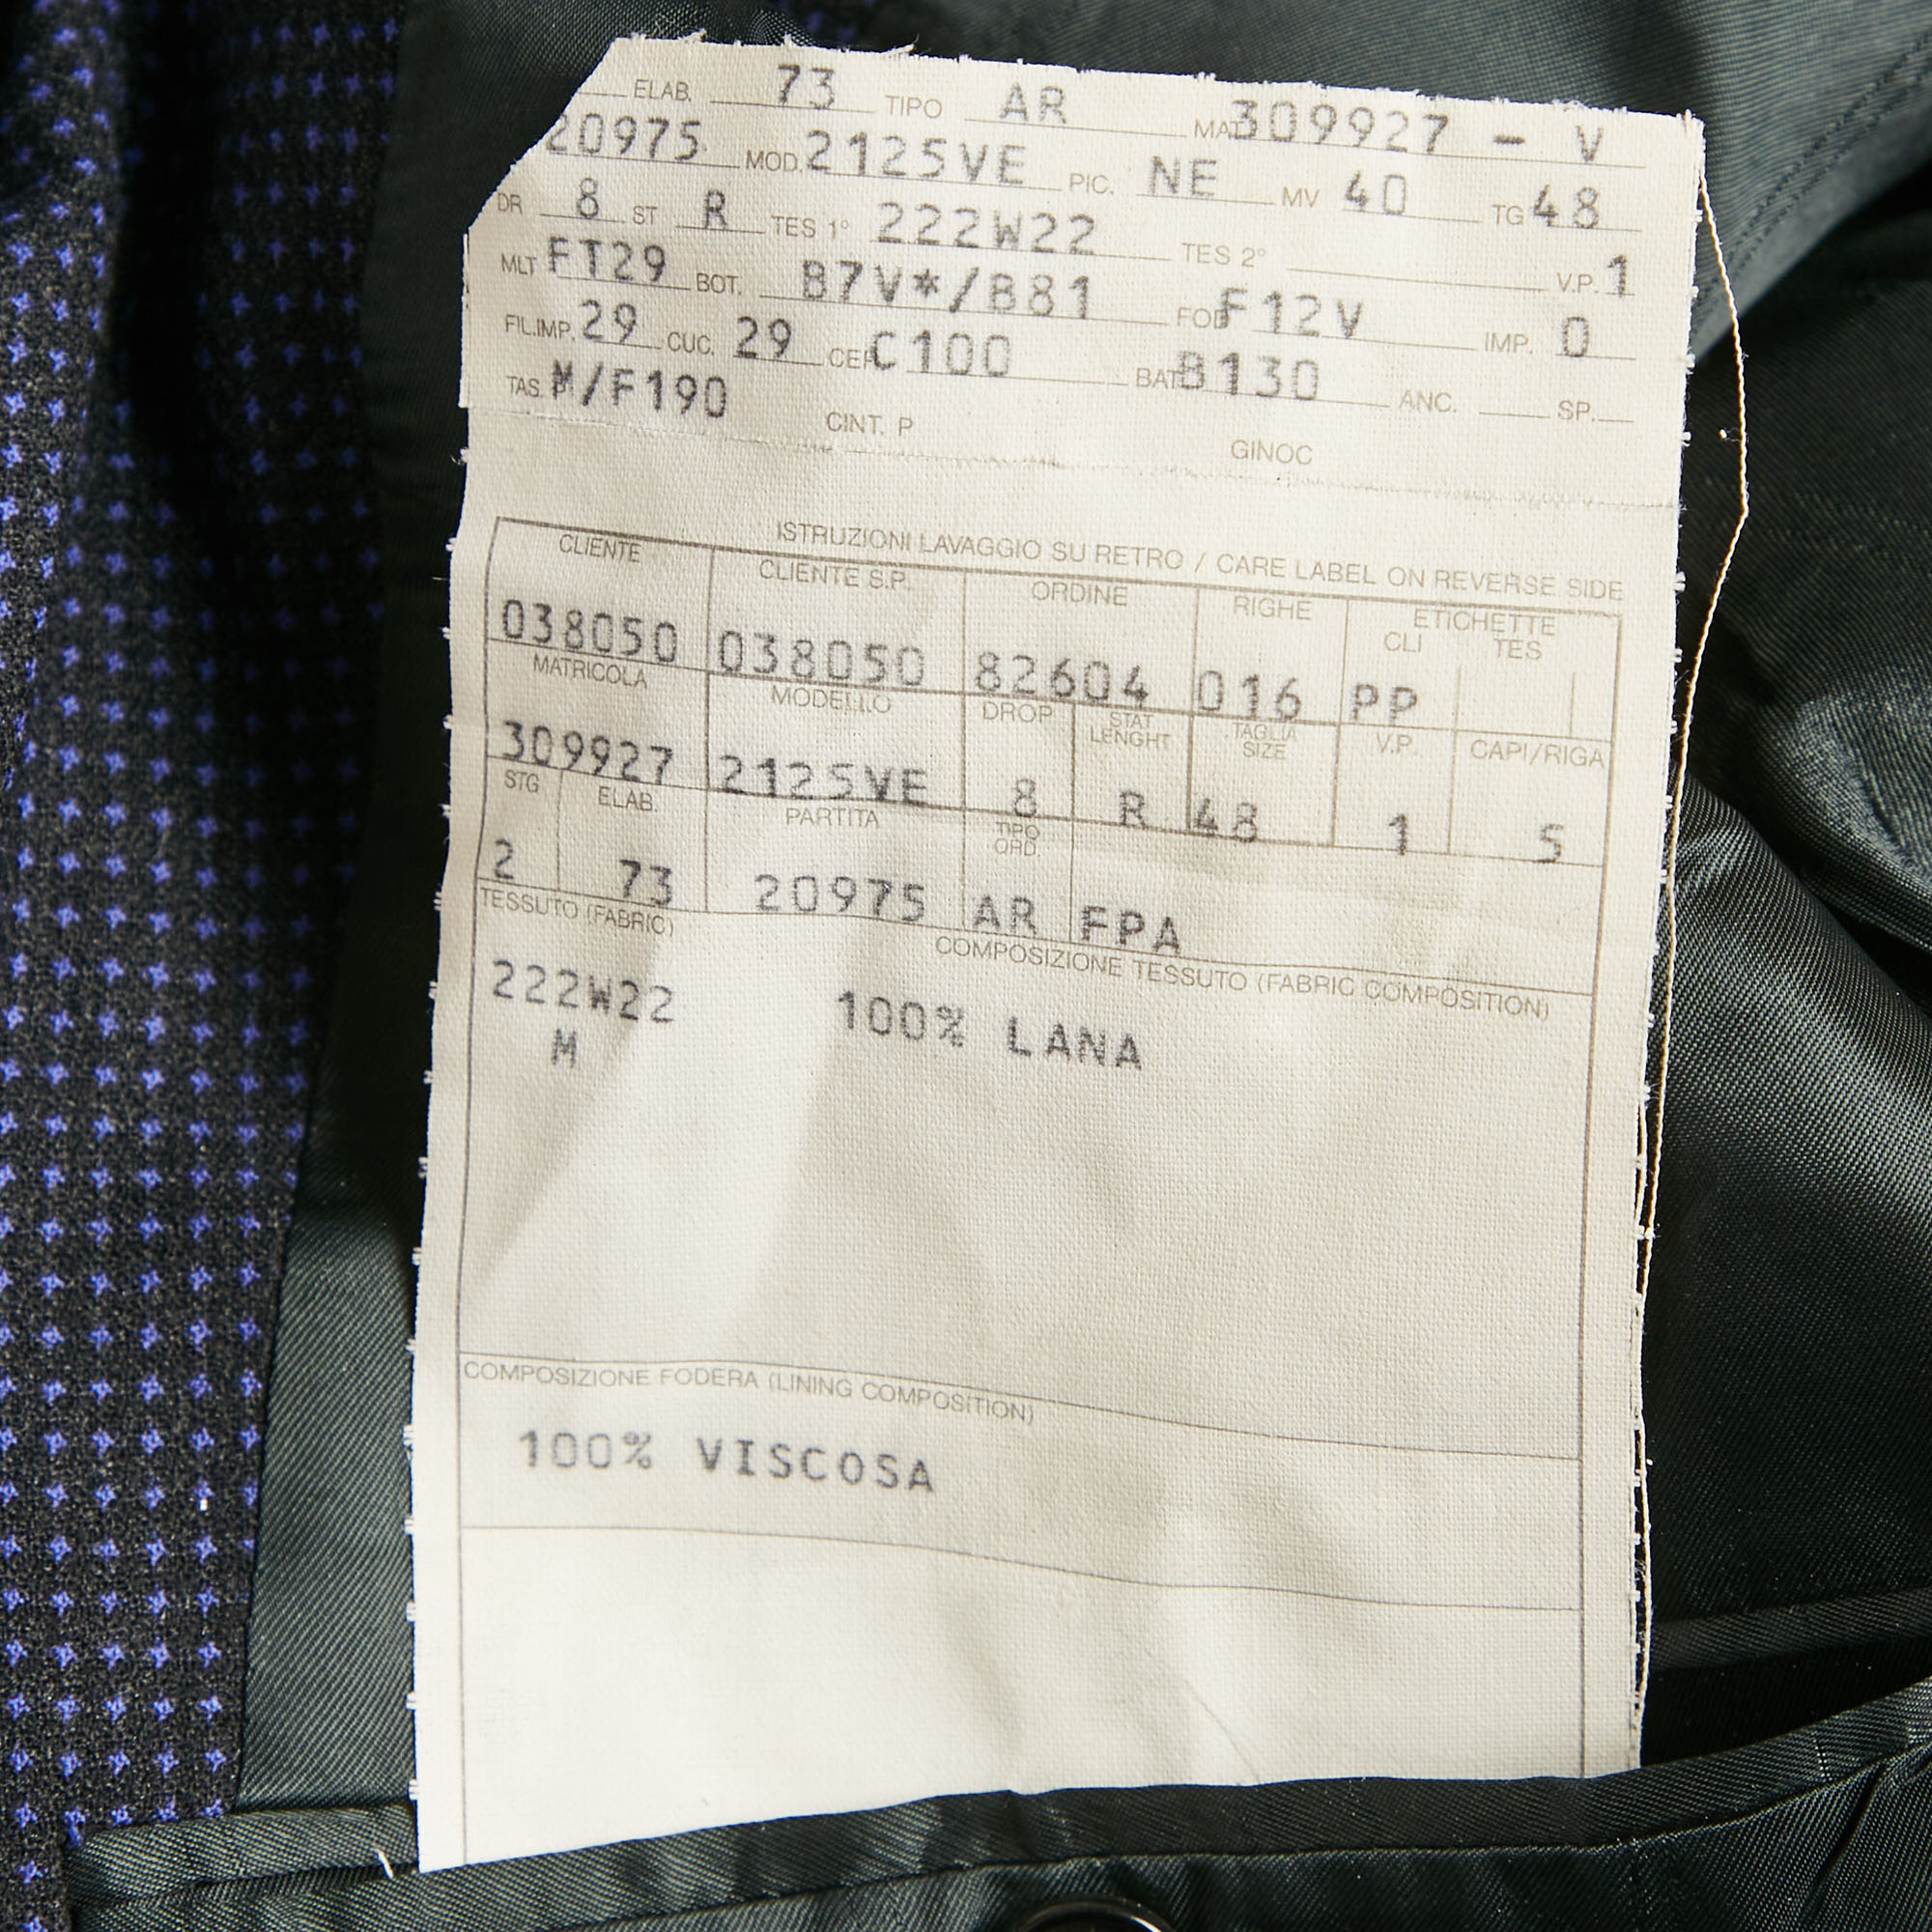 ELAB. 73 TIPO AR MAT 309927 - V
20975 MOD. 2125VE PIC. NE MV 40 TG 48
DR 8 ST R TES 1° 222W22 TES 2° V.P. 1
MLT FT29 BOT. B7V*/B81 FOD F12V IMP. 0
FIL.IMP. 29 CUC. 29 CER C100 BAT B130 ANC. SP.
TAS. M/F190 CINT. P GINOC
ISTRUZIONI LAVAGGIO SU RETRO / CARE LABEL ON REVERSE SIDE
CLIENTE CLIENTE S.P. ORDINE RIGHE ETICHETTE
CLI TES
038050 038050 82604 016 PP
MATRICOLA MODELLO DROP STAT LENGHT TAGLIA SIZE V.P. CAPI/RIGA
309927 2125VE 8 R 48 1 5
STG ELAB. PARTITA TIPO ORD.
2 73 20975 AR FPA
TESSUTO (FABRIC) COMPOSIZIONE TESSUTO (FABRIC COMPOSITION)
222W22 100% LANA
M
COMPOSIZIONE FODERA (LINING COMPOSITION)
100% VISCOSA